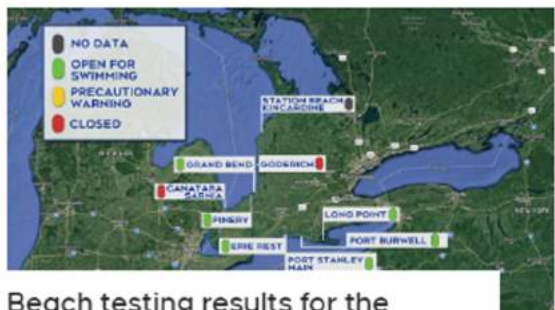 NO DATA
OPEN FOR
SWIMMING
PRECAUTIONARY
WARNING
CLOSED
STATION BEACH
KINCARDINE
GRAND BEND
GODERICH
CANATARA
SARNIA
PINERY
LONG POINT
ERIE REST
PORT BURWELL
PORT STANLEY
MAIN
Beach testing results for the